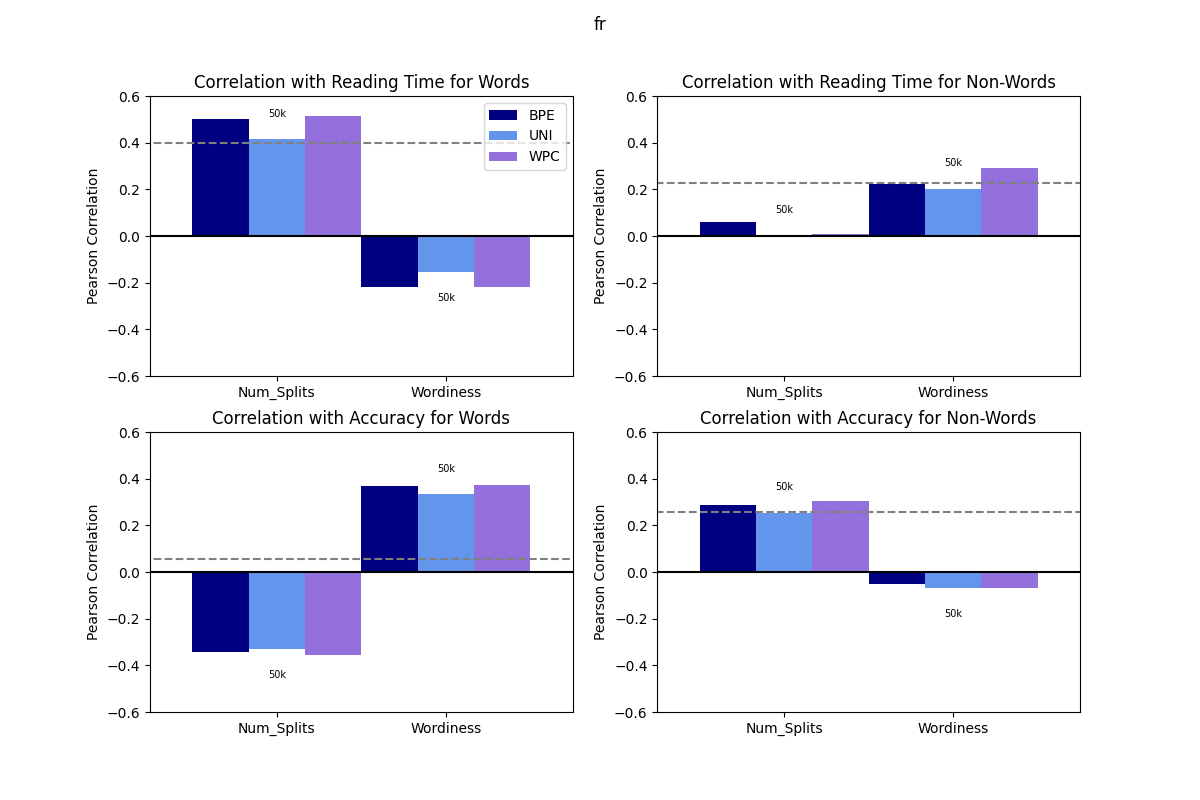 fr
Correlation with Reading Time for Words
0.6
0.4
0.2
0.0
−0.2
−0.4
−0.6
Pearson Correlation
50k
50k
BPE
UNI
WPC
Num_Splits
Wordiness
Correlation with Reading Time for Non-Words
0.6
0.4
0.2
0.0
−0.2
−0.4
−0.6
Pearson Correlation
50k
50k
Num_Splits
Wordiness
Correlation with Accuracy for Words
0.6
0.4
0.2
0.0
−0.2
−0.4
−0.6
Pearson Correlation
50k
50k
Num_Splits
Wordiness
Correlation with Accuracy for Non-Words
0.6
0.4
0.2
0.0
−0.2
−0.4
−0.6
Pearson Correlation
50k
50k
Num_Splits
Wordiness